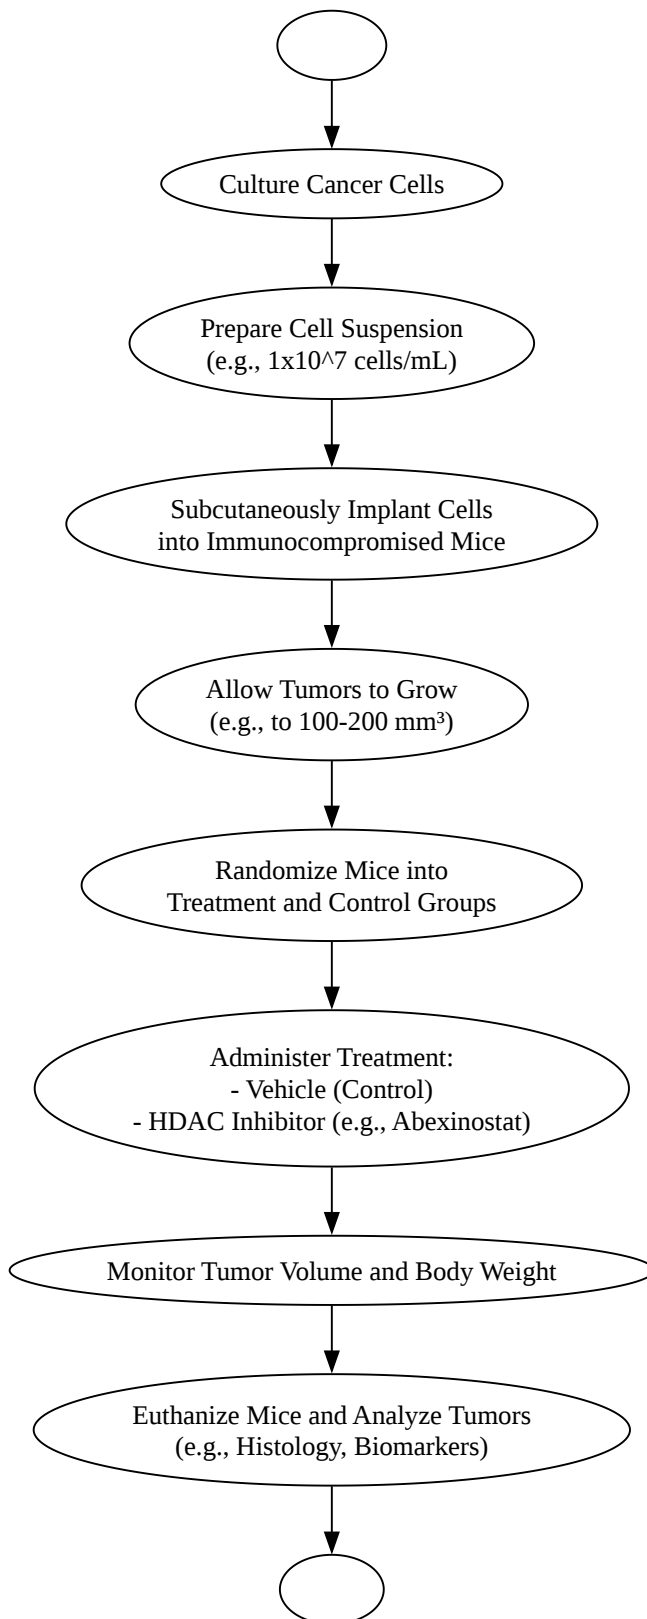 Culture Cancer Cells
Prepare Cell Suspension
(e.g., 1x10^7 cells/mL)
Subcutaneously Implant Cells
into Immunocompromised Mice
Allow Tumors to Grow
(e.g., to 100-200 mm³)
Randomize Mice into
Treatment and Control Groups
Administer Treatment:
- Vehicle (Control)
- HDAC Inhibitor (e.g., Abexinostat)
Monitor Tumor Volume and Body Weight
Euthanize Mice and Analyze Tumors
(e.g., Histology, Biomarkers)